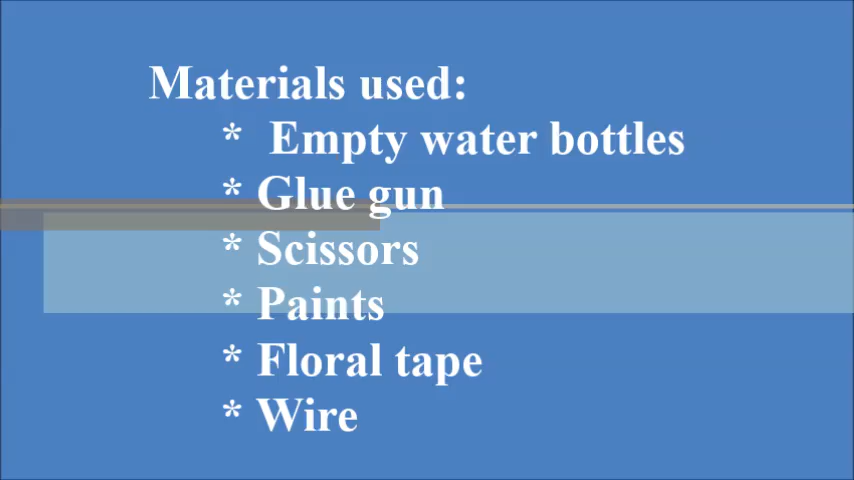 Materials used:
* Empty water bottles
* Glue gun
* Scissors
* Paints
* Floral tape
* Wire